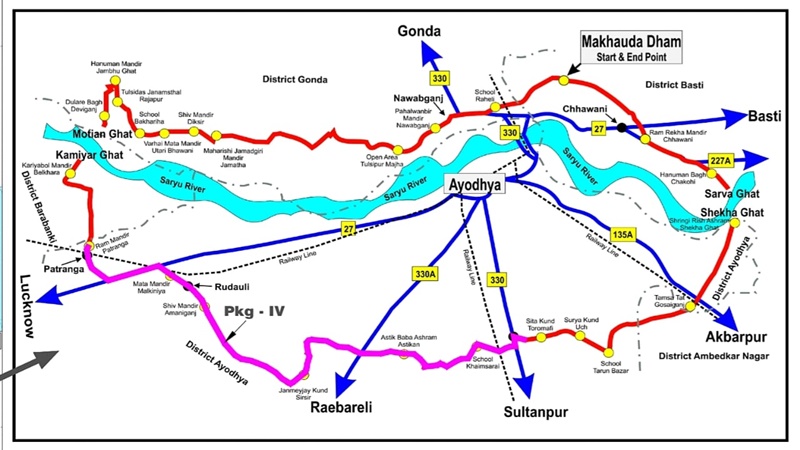 Gonda
Makhauda Dham
Start & End Point
Hanuman Mandir
Jambhu Ghat
District Gonda
330
School
Raheli
District Basti
Tulsidas Janamsthal
Rajapur
Nawabganj
Chhawani
Dulare Bagh
Deviganj
School
Bakhariha
Shiv Mandir
Diksir
Pahalwanbir
Mandir
Nawabganj
Basti
Mofian Ghat
330
27
Varhai Mata Mandir
Utari Bhawani
Maharishi Jamadgni
Mandir
Jamatha
Ram Rekha Mandir
Chhawani
Kamiyar Ghat
Open Area
Tulsipur Majha
227A
Kariyabal Mandir
Belkhara
Saryu River
Saryu River
Saryu River
Hanuman Bagh
Chakohi
Ayodhya
Sarva Ghat
District Barabanki
Shekha Ghat
Shringi Rish Ashram
Shekha Ghat
27
135A
Ram Mandir
Patranga
Railway Line
Railway Line
Railway Line
Patranga
330A
330
District Ayodhya
Mata Mandir
Malkiniya
Rudauli
Lucknow
Shiv Mandir
Amaniganj
Pkg - IV
Tamsa Tat
Gosaiganj
Sita Kund
Toromafi
Surya Kund
Uch
Akbarpur
Astik Baba Ashram
Astikan
District Ayodhya
School
Khaimsarai
School
Tarun Bazar
District Ambedkar Nagar
Janmeyjay Kund
Sirsir
Raebareli
Sultanpur